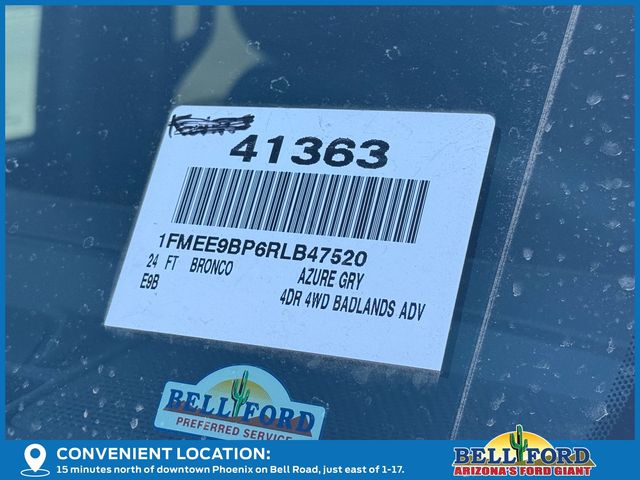 41363
1FMEE9BP6RLB47520
24 FT BRONCO AZURE GRY
E9B 4DR 4WD BADLANDS ADV
BELL FORD
PREFERRED SERVICE
CONVENIENT LOCATION:
15 minutes north of downtown Phoenix on Bell Road, just east of 1-17.
BELL FORD
ARIZONA'S FORD GIANT